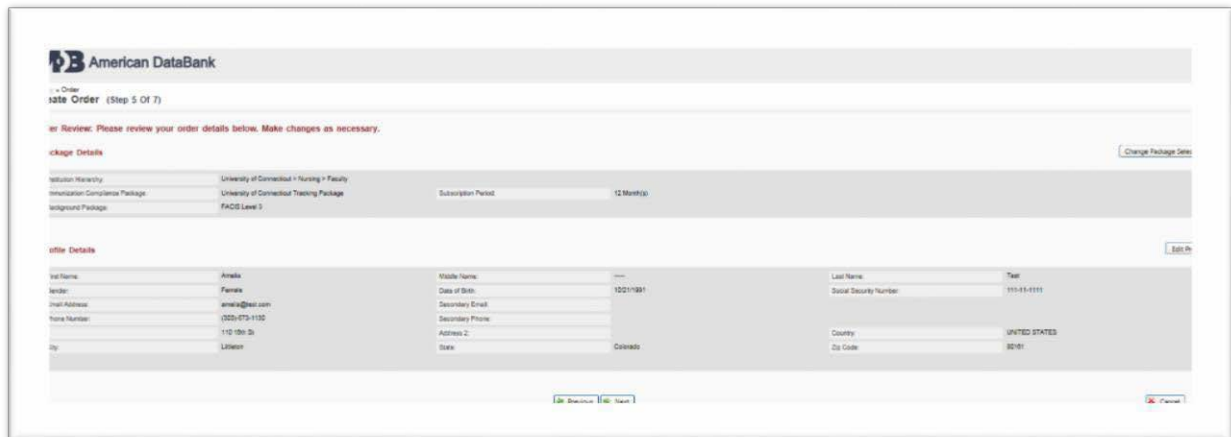 American DataBank
> Order
ate Order (Step 5 Of 7)
er Review: Please review your order details below. Make changes as necessary.
ckage Details Change Package Selec
nstitution Hierarchy: University of Connecticut > Nursing > Faculty
mmunization Compliance Package: University of Connecticut Tracking Package Subscription Period: 12 Month(s)
ackground Package: FACIS Level 3
ofile Details Edit Pr
irst Name: Amelia Middle Name: ---- Last Name: Test
ender: Female Date of Birth: 10/21/1991 Social Security Number: 111-11-1111
mail Address: amelia@test.com Secondary Email:
hone Number: (303)-573-1130 Secondary Phone:
110 16th St Address 2: Country: UNITED STATES
ity: Littleton State: Colorado Zip Code: 80161
Previous Next Cancel